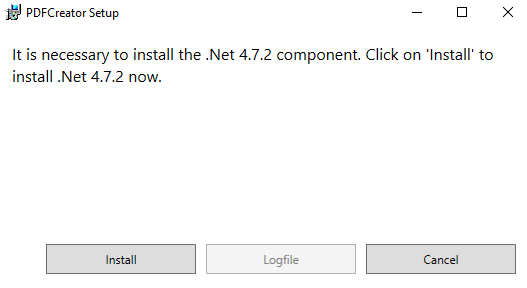 PDFCreator Setup
It is necessary to install the .Net 4.7.2 component. Click on 'Install' to
install .Net 4.7.2 now.
Install
Logfile
Cancel